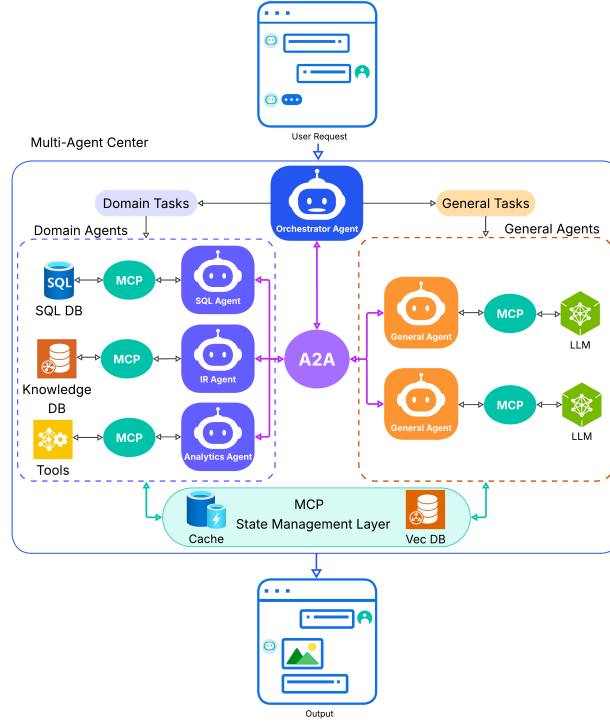 User Request
Multi-Agent Center
Orchestrator Agent
Domain Tasks
General Tasks
Domain Agents
General Agents
SQL
SQL DB
MCP
SQL Agent
Knowledge
DB
MCP
IR Agent
Tools
MCP
Analytics Agent
A2A
General Agent
MCP
LLM
General Agent
MCP
LLM
MCP
State Management Layer
Cache
Vec DB
Output